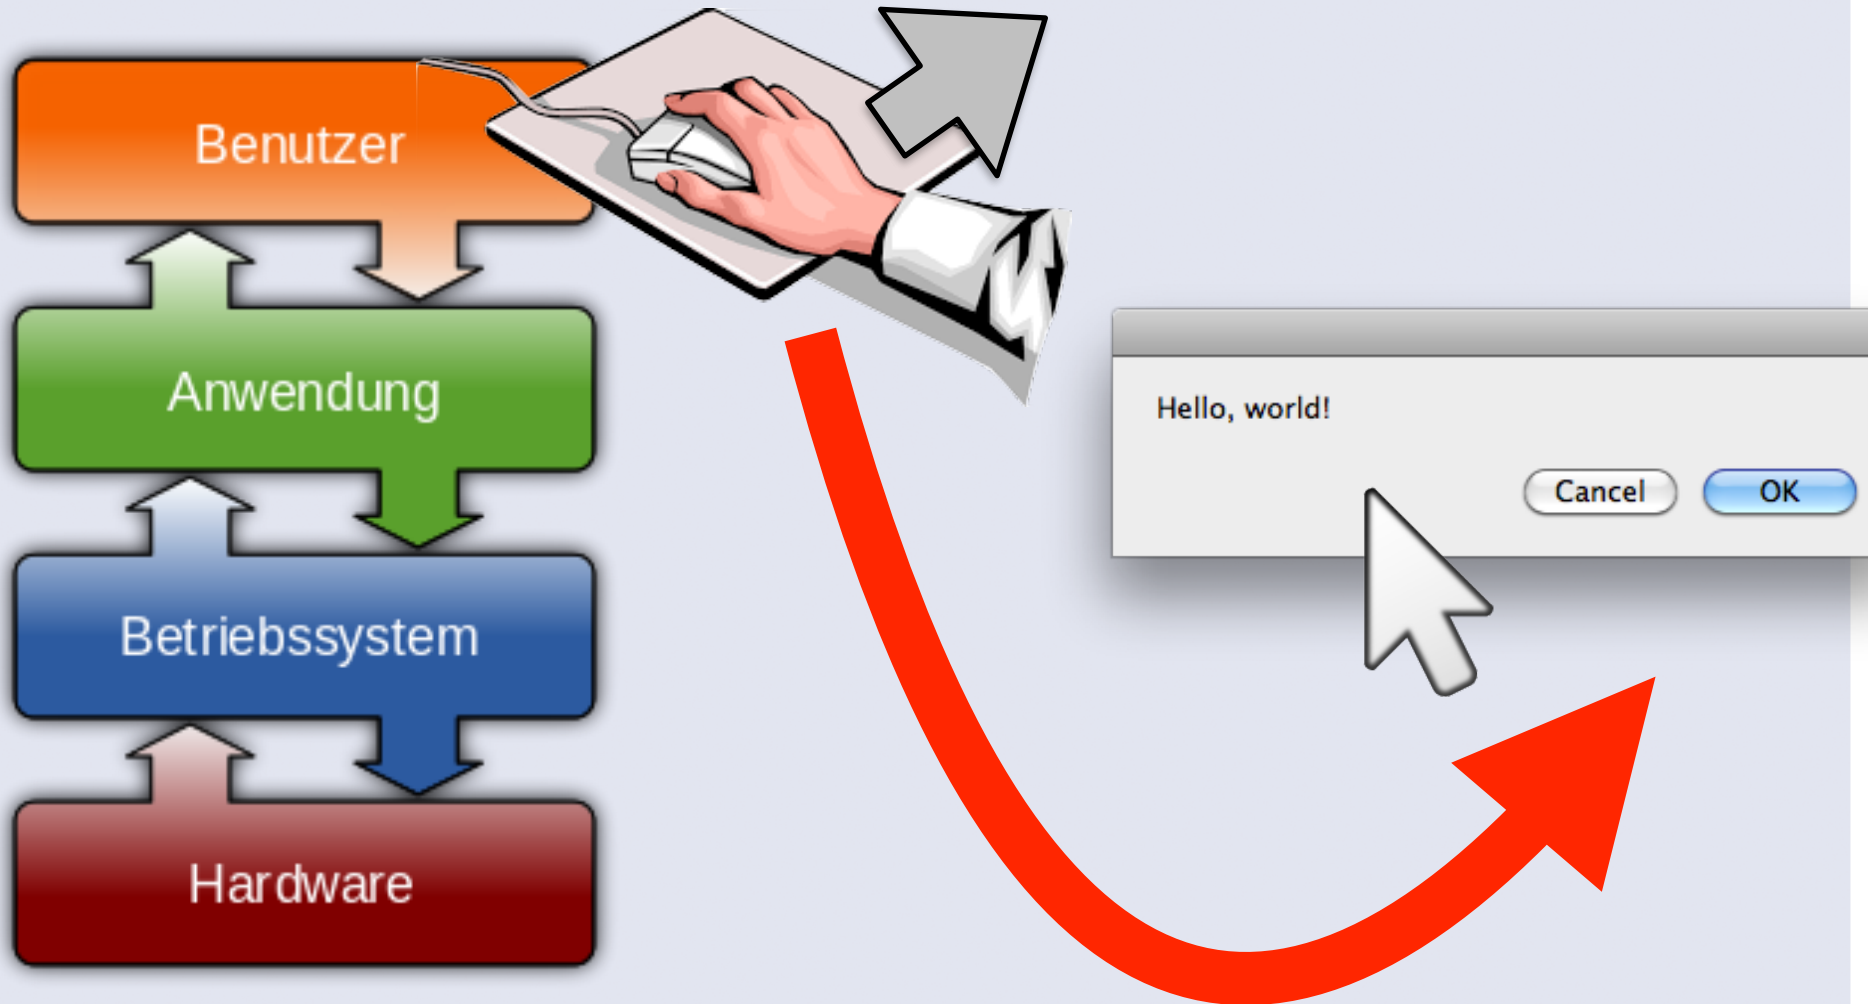 Benutzer
Anwendung
Betriebssystem
Hardware
Hello, world!
Cancel
OK